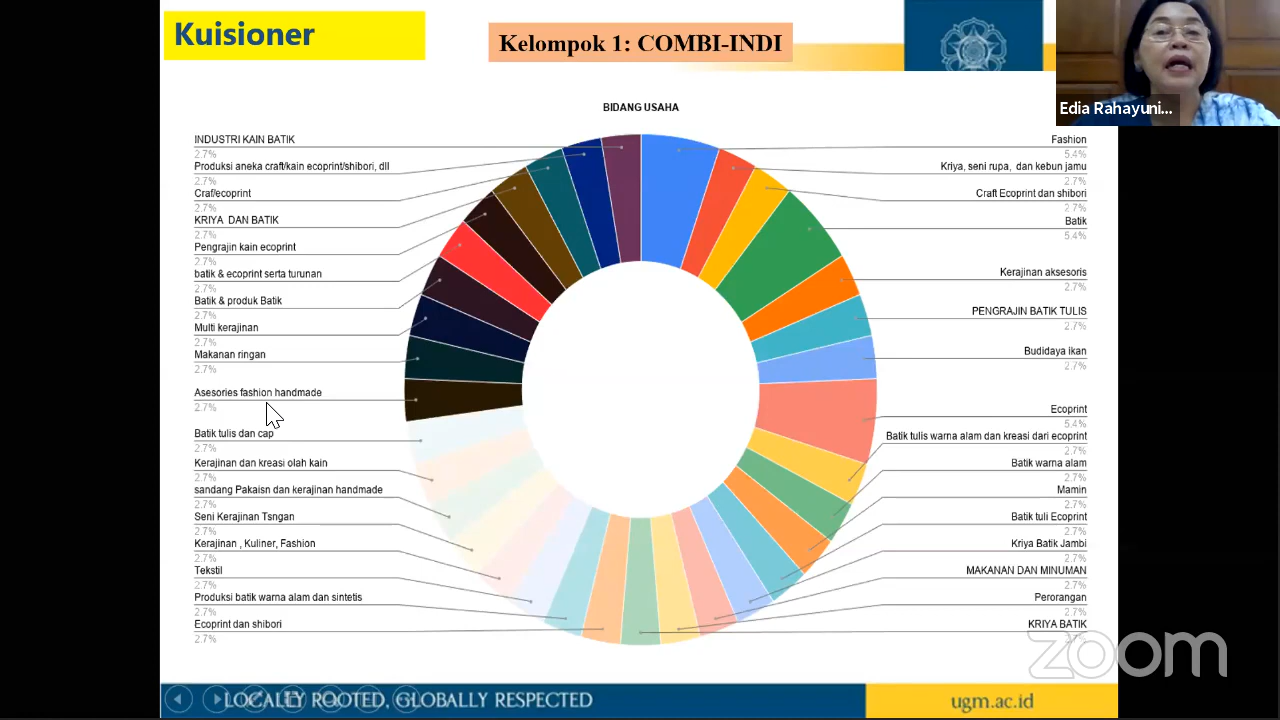 Kuisioner
Kelompok 1: COMBI-INDI
Edia Rahayuni...
BIDANG USAHA
INDUSTRI KAIN BATIK
2.7%
Produksi aneka craft/kain ecoprint/shibori, dll
2.7%
Craf/ecoprint
2.7%
KRIYA DAN BATIK
2.7%
Pengrajin kain ecoprint
2.7%
batik & ecoprint serta turunan
2.7%
Batik & produk Batik
2.7%
Multi kerajinan
2.7%
Makanan ringan
2.7%
Asesories fashion handmade
2.7%
Batik tulis dan cap
2.7%
Kerajinan dan kreasi olah kain
2.7%
sandang Pakaisn dan kerajinan handmade
2.7%
Seni Kerajinan Tsngan
2.7%
Kerajinan , Kuliner, Fashion
2.7%
Tekstil
2.7%
Produksi batik warna alam dan sintetis
2.7%
Ecoprint dan shibori
2.7%
Fashion
5.4%
Kriya, seni rupa, dan kebun jamu
2.7%
Craft Ecoprint dan shibori
2.7%
Batik
5.4%
Kerajinan aksesoris
2.7%
PENGRAJIN BATIK TULIS
2.7%
Budidaya ikan
2.7%
Ecoprint
5.4%
Batik tulis warna alam dan kreasi dari ecoprint
2.7%
Batik warna alam
2.7%
Mamin
2.7%
Batik tuli Ecoprint
2.7%
Kriya Batik Jambi
2.7%
MAKANAN DAN MINUMAN
2.7%
Perorangan
2.7%
KRIYA BATIK
zoom
LOCALLY ROOTED, GLOBALLY RESPECTED
ugm.ac.id